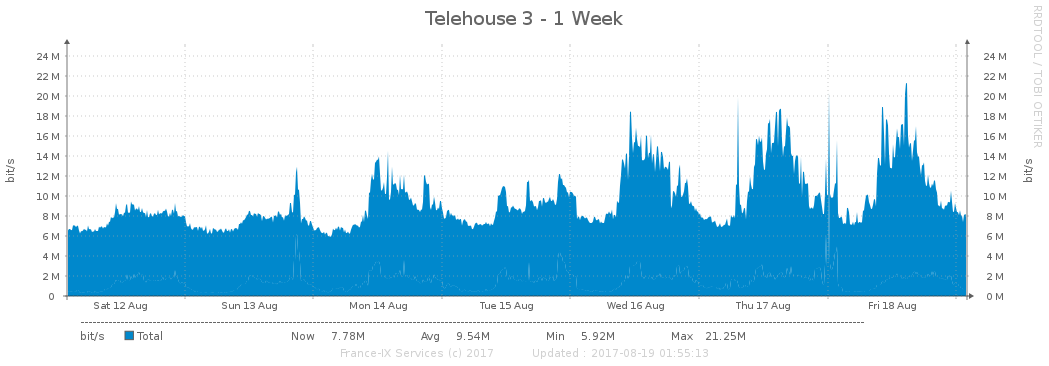 Telehouse 3 - 1 Week
RRDTOOL / TOBI OETIKER
bit/s
24 M 24 M
22 M 22 M
20 M 20 M
18 M 18 M
16 M 16 M
14 M 14 M
12 M 12 M
10 M 10 M
8 M 8 M
6 M 6 M
4 M 4 M
2 M 2 M
0 0 M
bit/s
Sat 12 Aug Sun 13 Aug Mon 14 Aug Tue 15 Aug Wed 16 Aug Thu 17 Aug Fri 18 Aug
bit/s Total Now 7.78M Avg 9.54M Min 5.92M Max 21.25M
France-IX Services (c) 2017 Updated : 2017-08-19 01:55:13